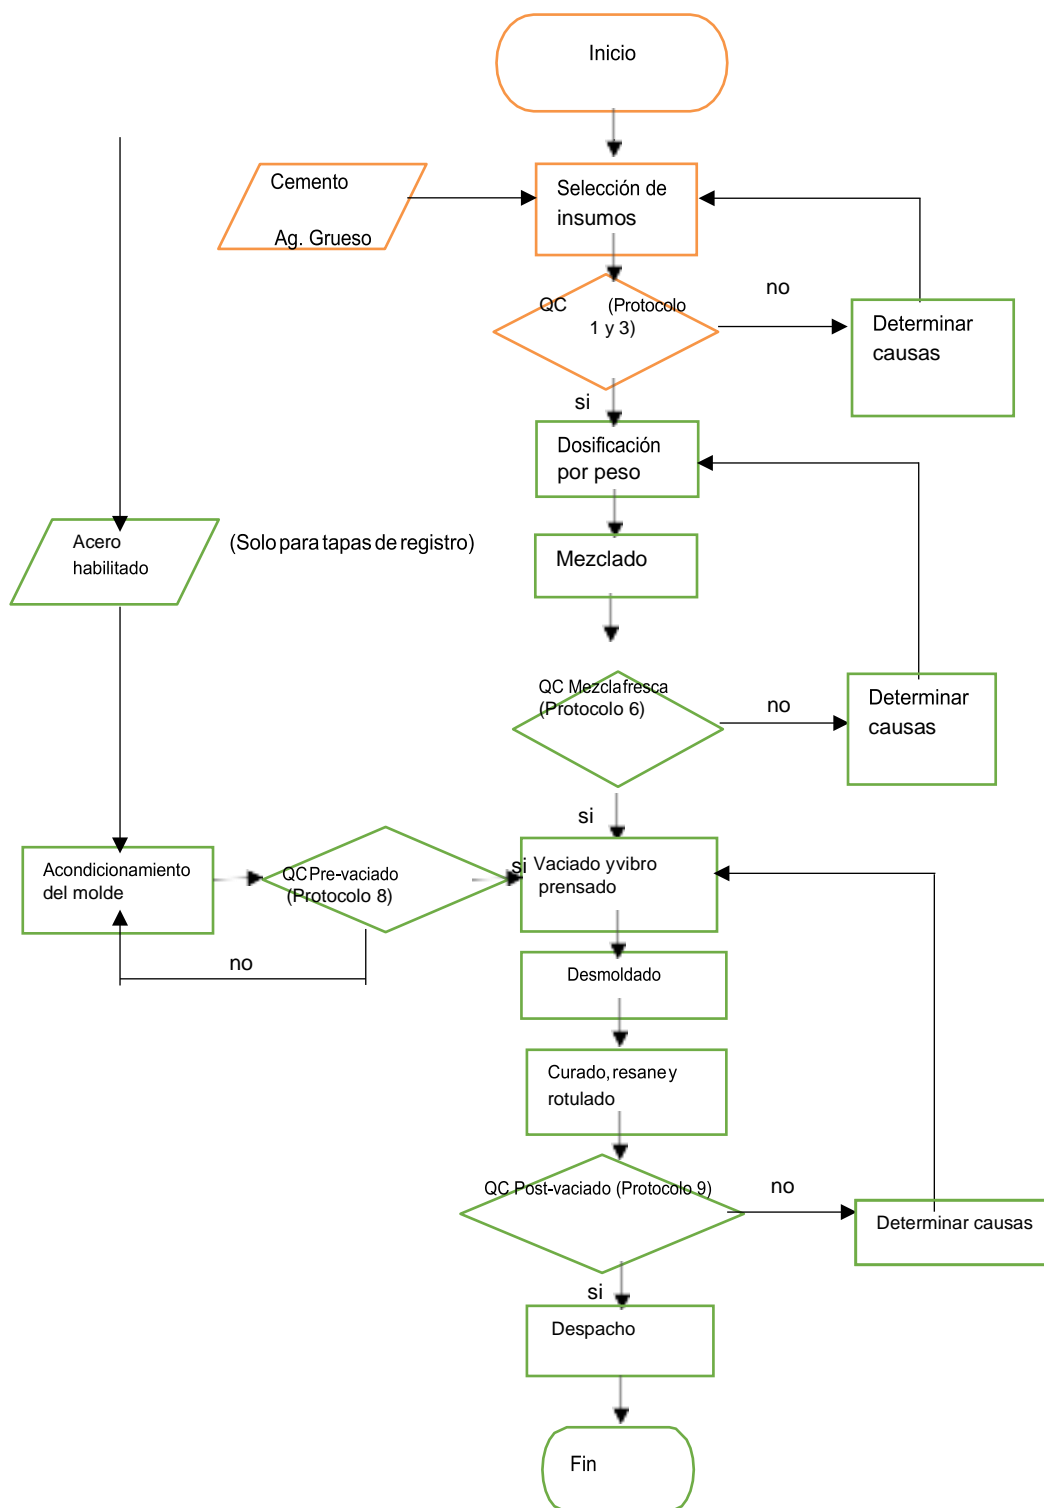 Inicio
Cemento
Ag. Grueso
Selección de
insumos
QC (Protocolo
1 y 3)
no
Determinar
causas
si
Dosificación
por peso
Mezclado
Acero
habilitado
(Solo para tapas de registro)
QC Mezcla fresca
(Protocolo 6)
no
Determinar
causas
si
Acondicionamiento
del molde
QC Pre-vaciado
(Protocolo 8)
si
no
Vaciado y vibro
prensado
Desmoldado
Curado, resane y
rotulado
QC Post-vaciado (Protocolo 9)
no
Determinar causas
si
Despacho
Fin